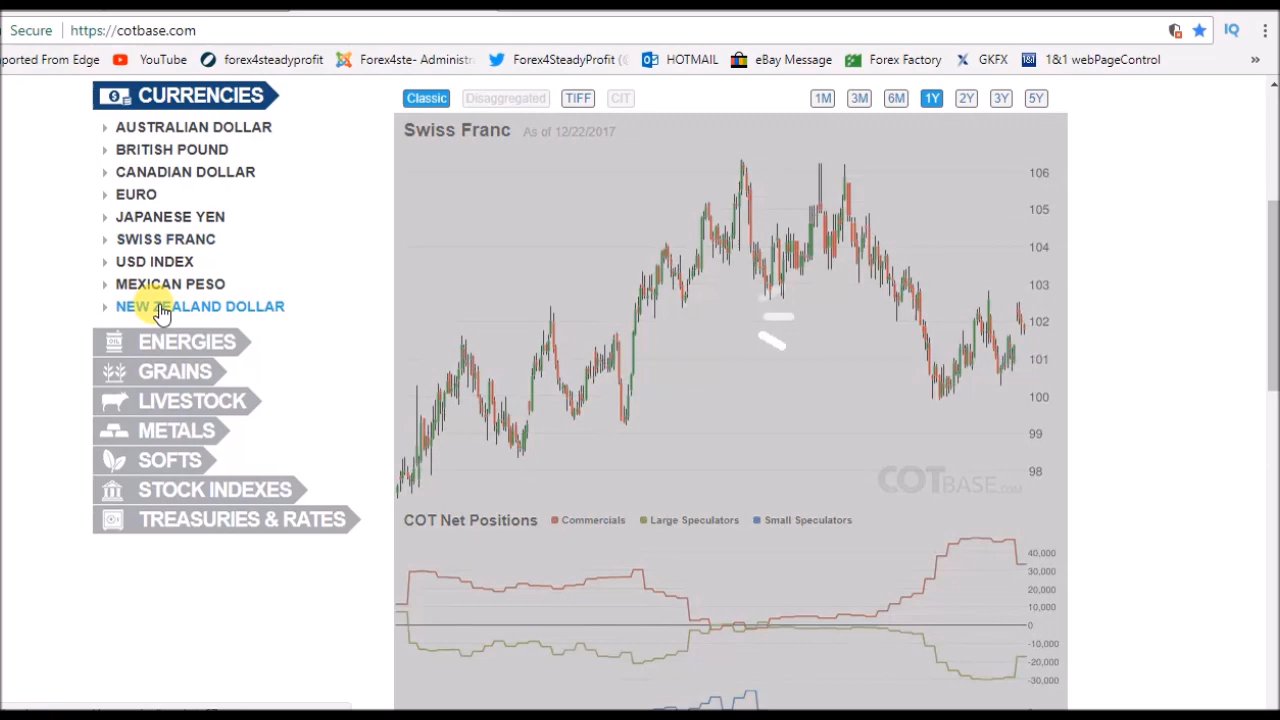 Secure https://cotbase.com
ported From Edge YouTube forex4steadyprofit Forex4ste- Administr Forex4SteadyProfit (@ HOTMAIL eBay Message Forex Factory GKFX 1&1 webPageControl »
CURRENCIES
AUSTRALIAN DOLLAR
BRITISH POUND
CANADIAN DOLLAR
EURO
JAPANESE YEN
SWISS FRANC
USD INDEX
MEXICAN PESO
NEW ZEALAND DOLLAR
ENERGIES
GRAINS
LIVESTOCK
METALS
SOFTS
STOCK INDEXES
TREASURIES & RATES
Classic Disaggregated TIFF CIT 1M 3M 6M 1Y 2Y 3Y 5Y
Swiss Franc As of 12/22/2017
106
105
104
103
102
101
100
99
98
COTBASE.com
COT Net Positions Commercials Large Speculators Small Speculators
40,000
30,000
20,000
10,000
0
-10,000
-20,000
-30,000